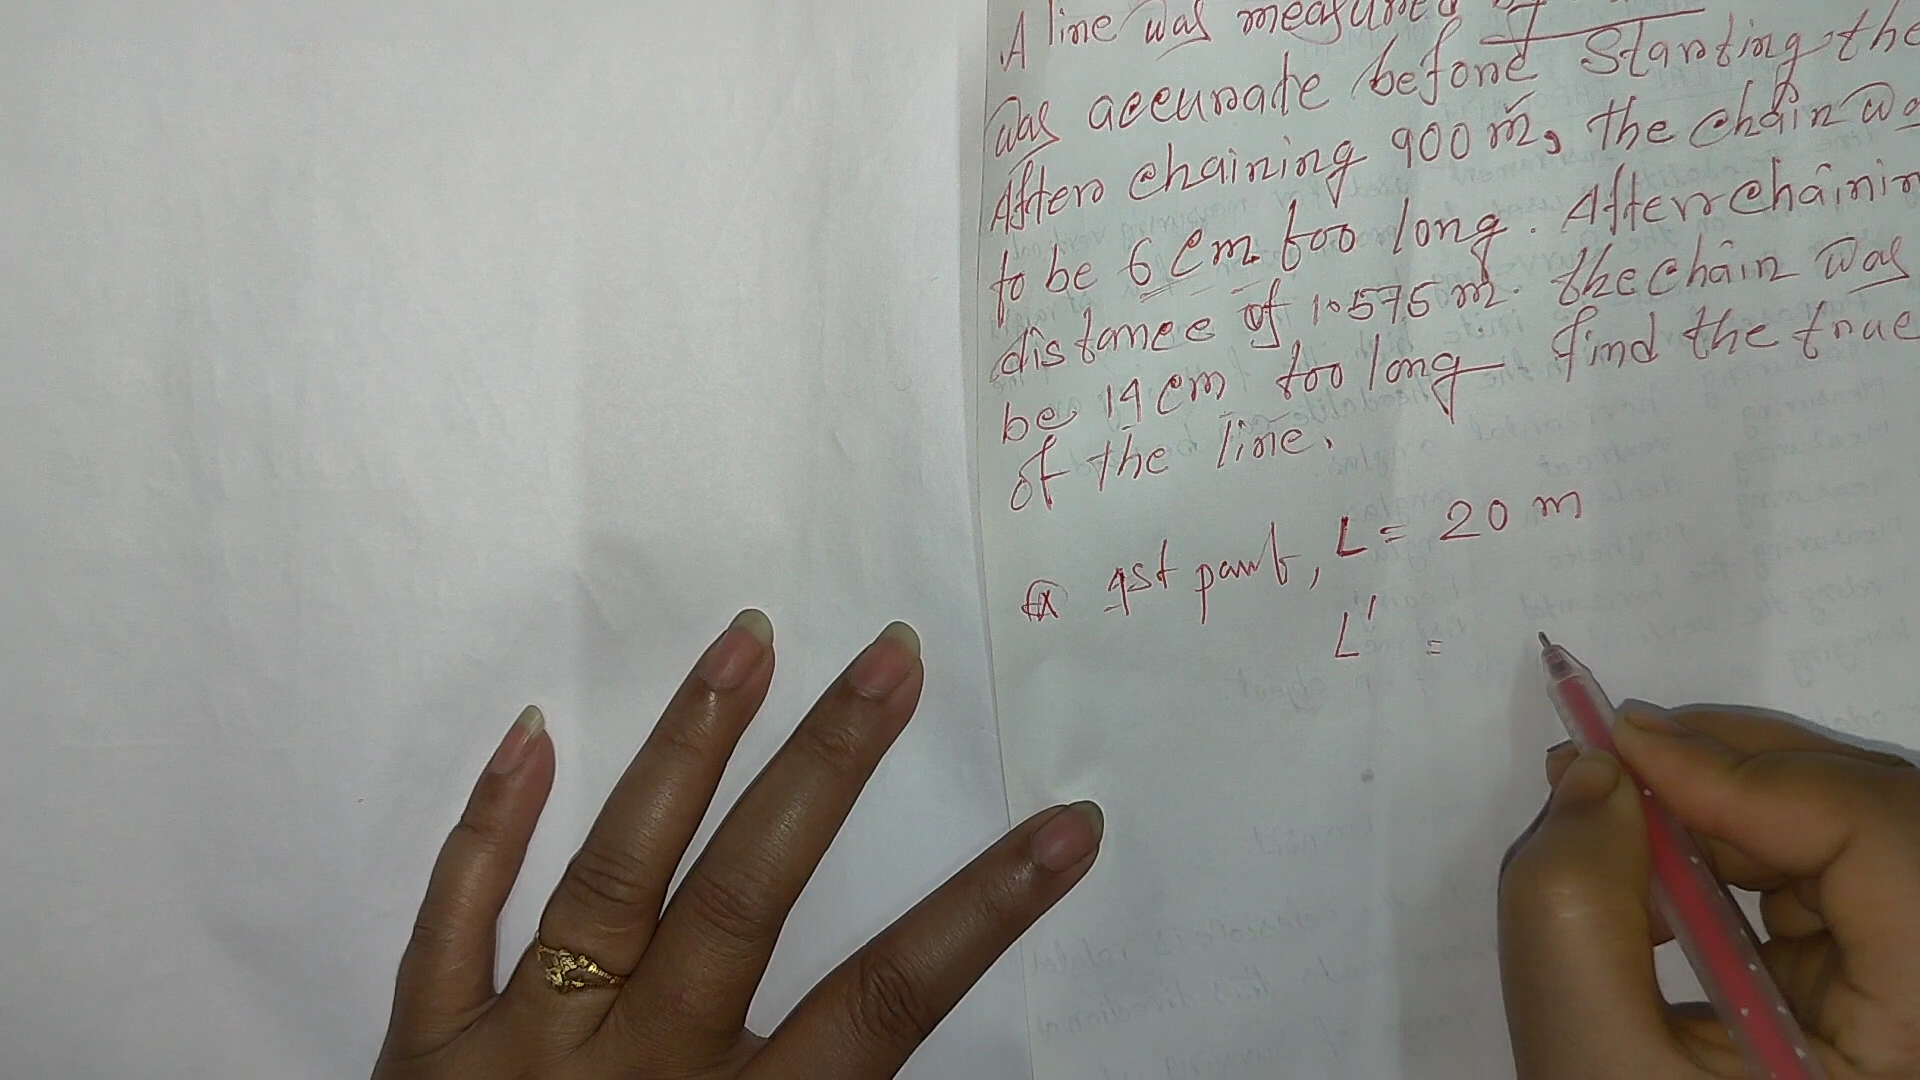 A line was measured by a
was accurate before starting the
After chaining 900 m, the chain wa
to be 6 cm too long. After chainin
distance of 1.575 m. the chain was
be 14 cm too long find the true
of the line.
1st part, L = 20 m
L' =